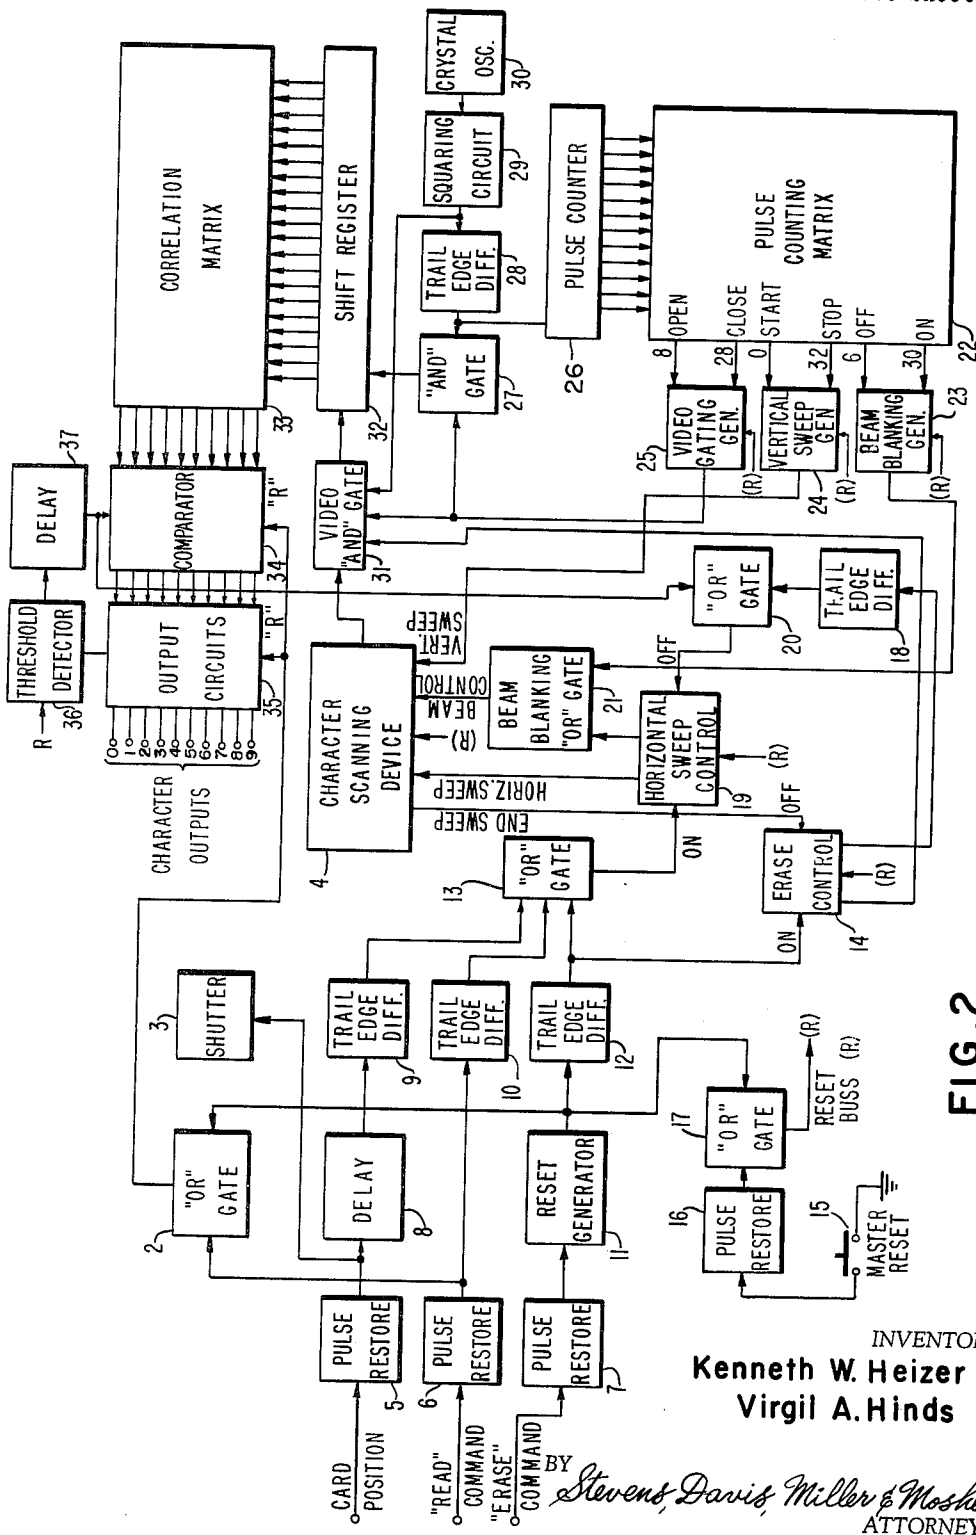 CARD
POSITION
"READ"
COMMAND
"ERASE"
COMMAND
PULSE
RESTORE
5
PULSE
RESTORE
6
PULSE
RESTORE
7
"OR"
GATE
2
SHUTTER
3
DELAY
8
RESET
GENERATOR
11
TRAIL
EDGE
DIFF.
9
TRAIL
EDGE
DIFF.
10
TRAIL
EDGE
DIFF.
12
"OR"
GATE
13
MASTER
RESET
15
PULSE
RESTORE
16
"OR"
GATE
17
RESET
BUSS (R)
(R)
ON
ERASE
CONTROL
14
(R)
OFF
ON
CHARACTER
SCANNING
DEVICE
4
END SWEEP
HORIZ. SWEEP
(R)
BEAM
CONTROL
VERT.
SWEEP
HORIZONTAL
SWEEP
CONTROL
19
(R)
OFF
BEAM
BLANKING
"OR" GATE
21
"OR"
GATE
20
TRAIL
EDGE
DIFF.
18
CHARACTER
OUTPUTS
0
1
2
3
4
5
6
7
8
9
OUTPUT
CIRCUITS
35
"R"
R
THRESHOLD
DETECTOR
36
DELAY
37
COMPARATOR
34
"R"
CORRELATION
MATRIX
33
SHIFT REGISTER
32
VIDEO
"AND" GATE
31
"AND"
GATE
27
TRAIL
EDGE
DIFF.
28
SQUARING
CIRCUIT
29
CRYSTAL
OSC.
30
PULSE COUNTER
26
PULSE
COUNTING
MATRIX
22
8 OPEN
28 CLOSE
0 START
32 STOP
6 OFF
30 ON
VIDEO
GATING
GEN.
25
(R)
VERTICAL
SWEEP
GEN
24
(R)
BEAM
BLANKING
GEN.
23
(R)
FIG. 2
INVENTO
Kenneth W. Heizer
Virgil A. Hinds
BY
Stevens, Davis, Miller & Moshe
ATTORNEY